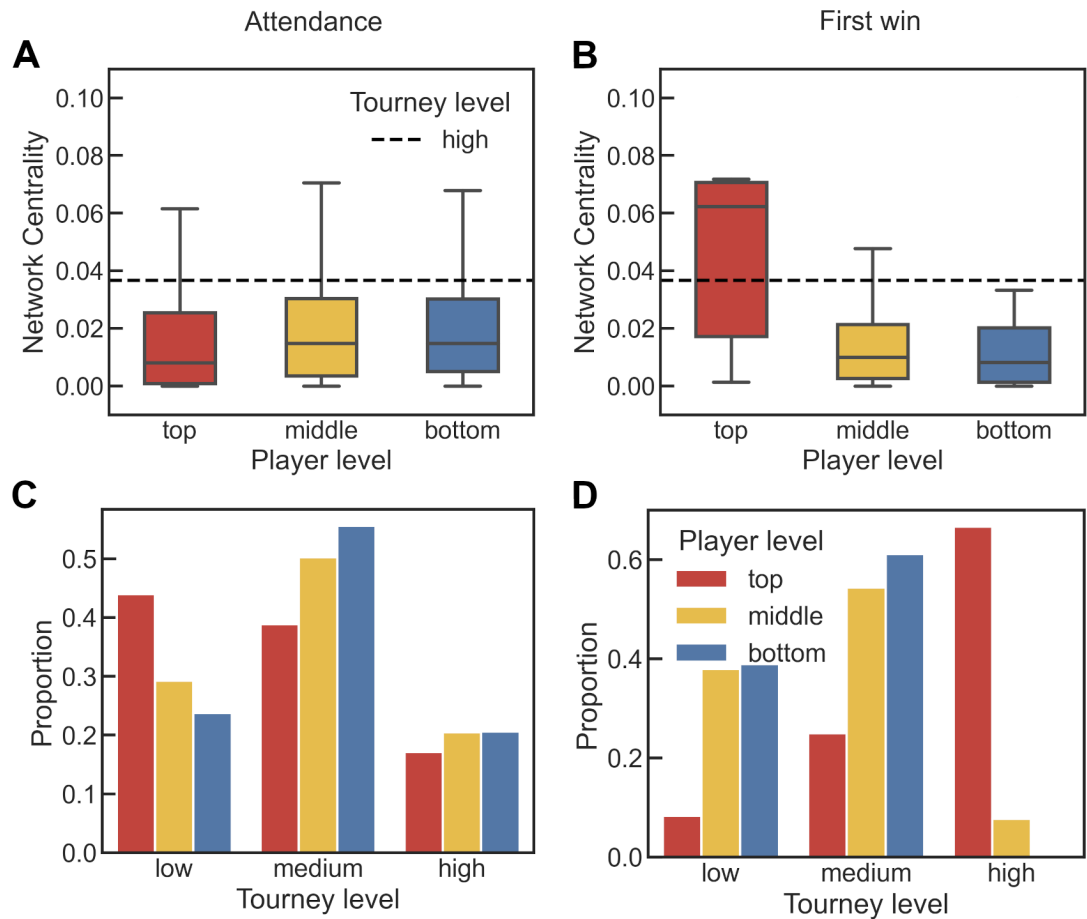 Attendance
First win
A
B
Network Centrality
0.10
0.08
0.06
0.04
0.02
0.00
Tourney level
high
top
middle
bottom
Player level
Network Centrality
0.10
0.08
0.06
0.04
0.02
0.00
top
middle
bottom
Player level
C
D
Proportion
0.5
0.4
0.3
0.2
0.1
0.0
low
medium
high
Tourney level
Proportion
0.6
0.4
0.2
0.0
Player level
top
middle
bottom
low
medium
high
Tourney level